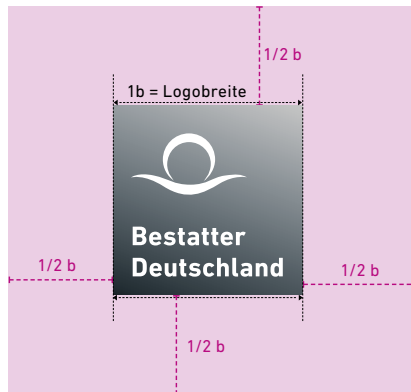 1/2 b
1b = Logobreite
Bestatter
Deutschland
1/2 b
1/2 b
1/2 b